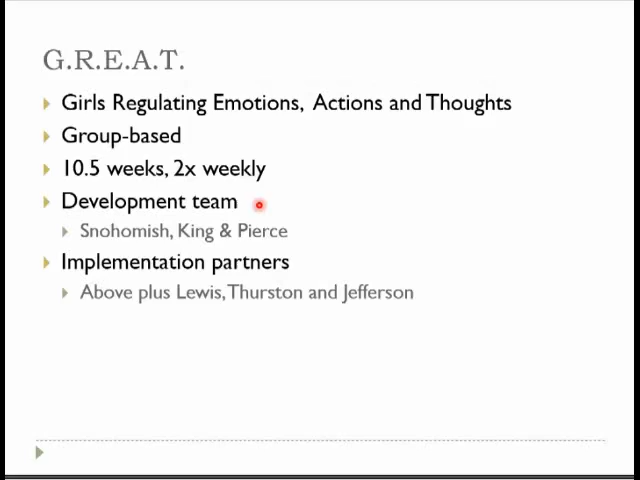 G.R.E.A.T.
Girls Regulating Emotions, Actions and Thoughts
Group-based
10.5 weeks, 2x weekly
Development team
Snohomish, King & Pierce
Implementation partners
Above plus Lewis, Thurston and Jefferson